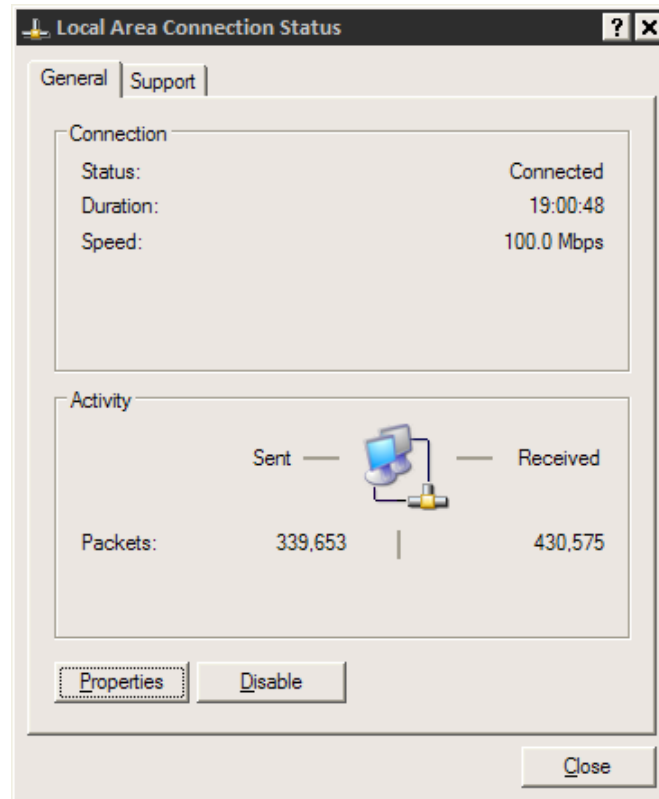 Local Area Connection Status
General Support
Connection
Status: Connected
Duration: 19:00:48
Speed: 100.0 Mbps
Activity
Sent — — Received
Packets: 339,653 | 430,575
Properties Disable
Close